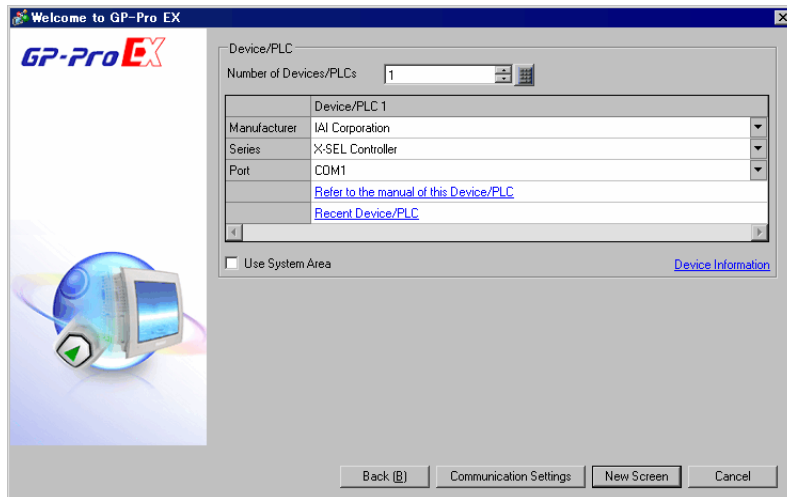 Welcome to GP-Pro EX
GP-Pro EX
Device/PLC
Number of Devices/PLCs 1
Device/PLC 1
Manufacturer IAI Corporation
Series X-SEL Controller
Port COM1
Refer to the manual of this Device/PLC
Recent Device/PLC
Use System Area Device Information
Back (B) Communication Settings New Screen Cancel